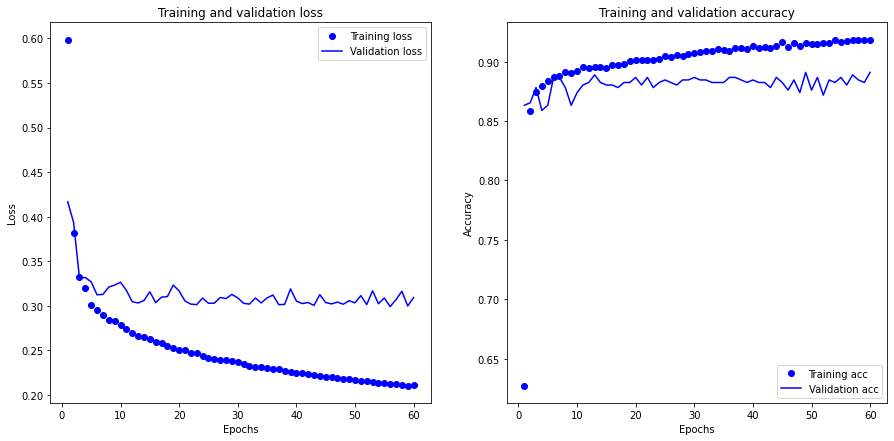 Training and validation loss
Training loss
Validation loss
0.60
0.55
0.50
0.45
0.40
0.35
0.30
0.25
0.20
Loss
0 10 20 30 40 50 60
Epochs
Training and validation accuracy
0.90
0.85
0.80
0.75
0.70
0.65
Accuracy
Training acc
Validation acc
0 10 20 30 40 50 60
Epochs